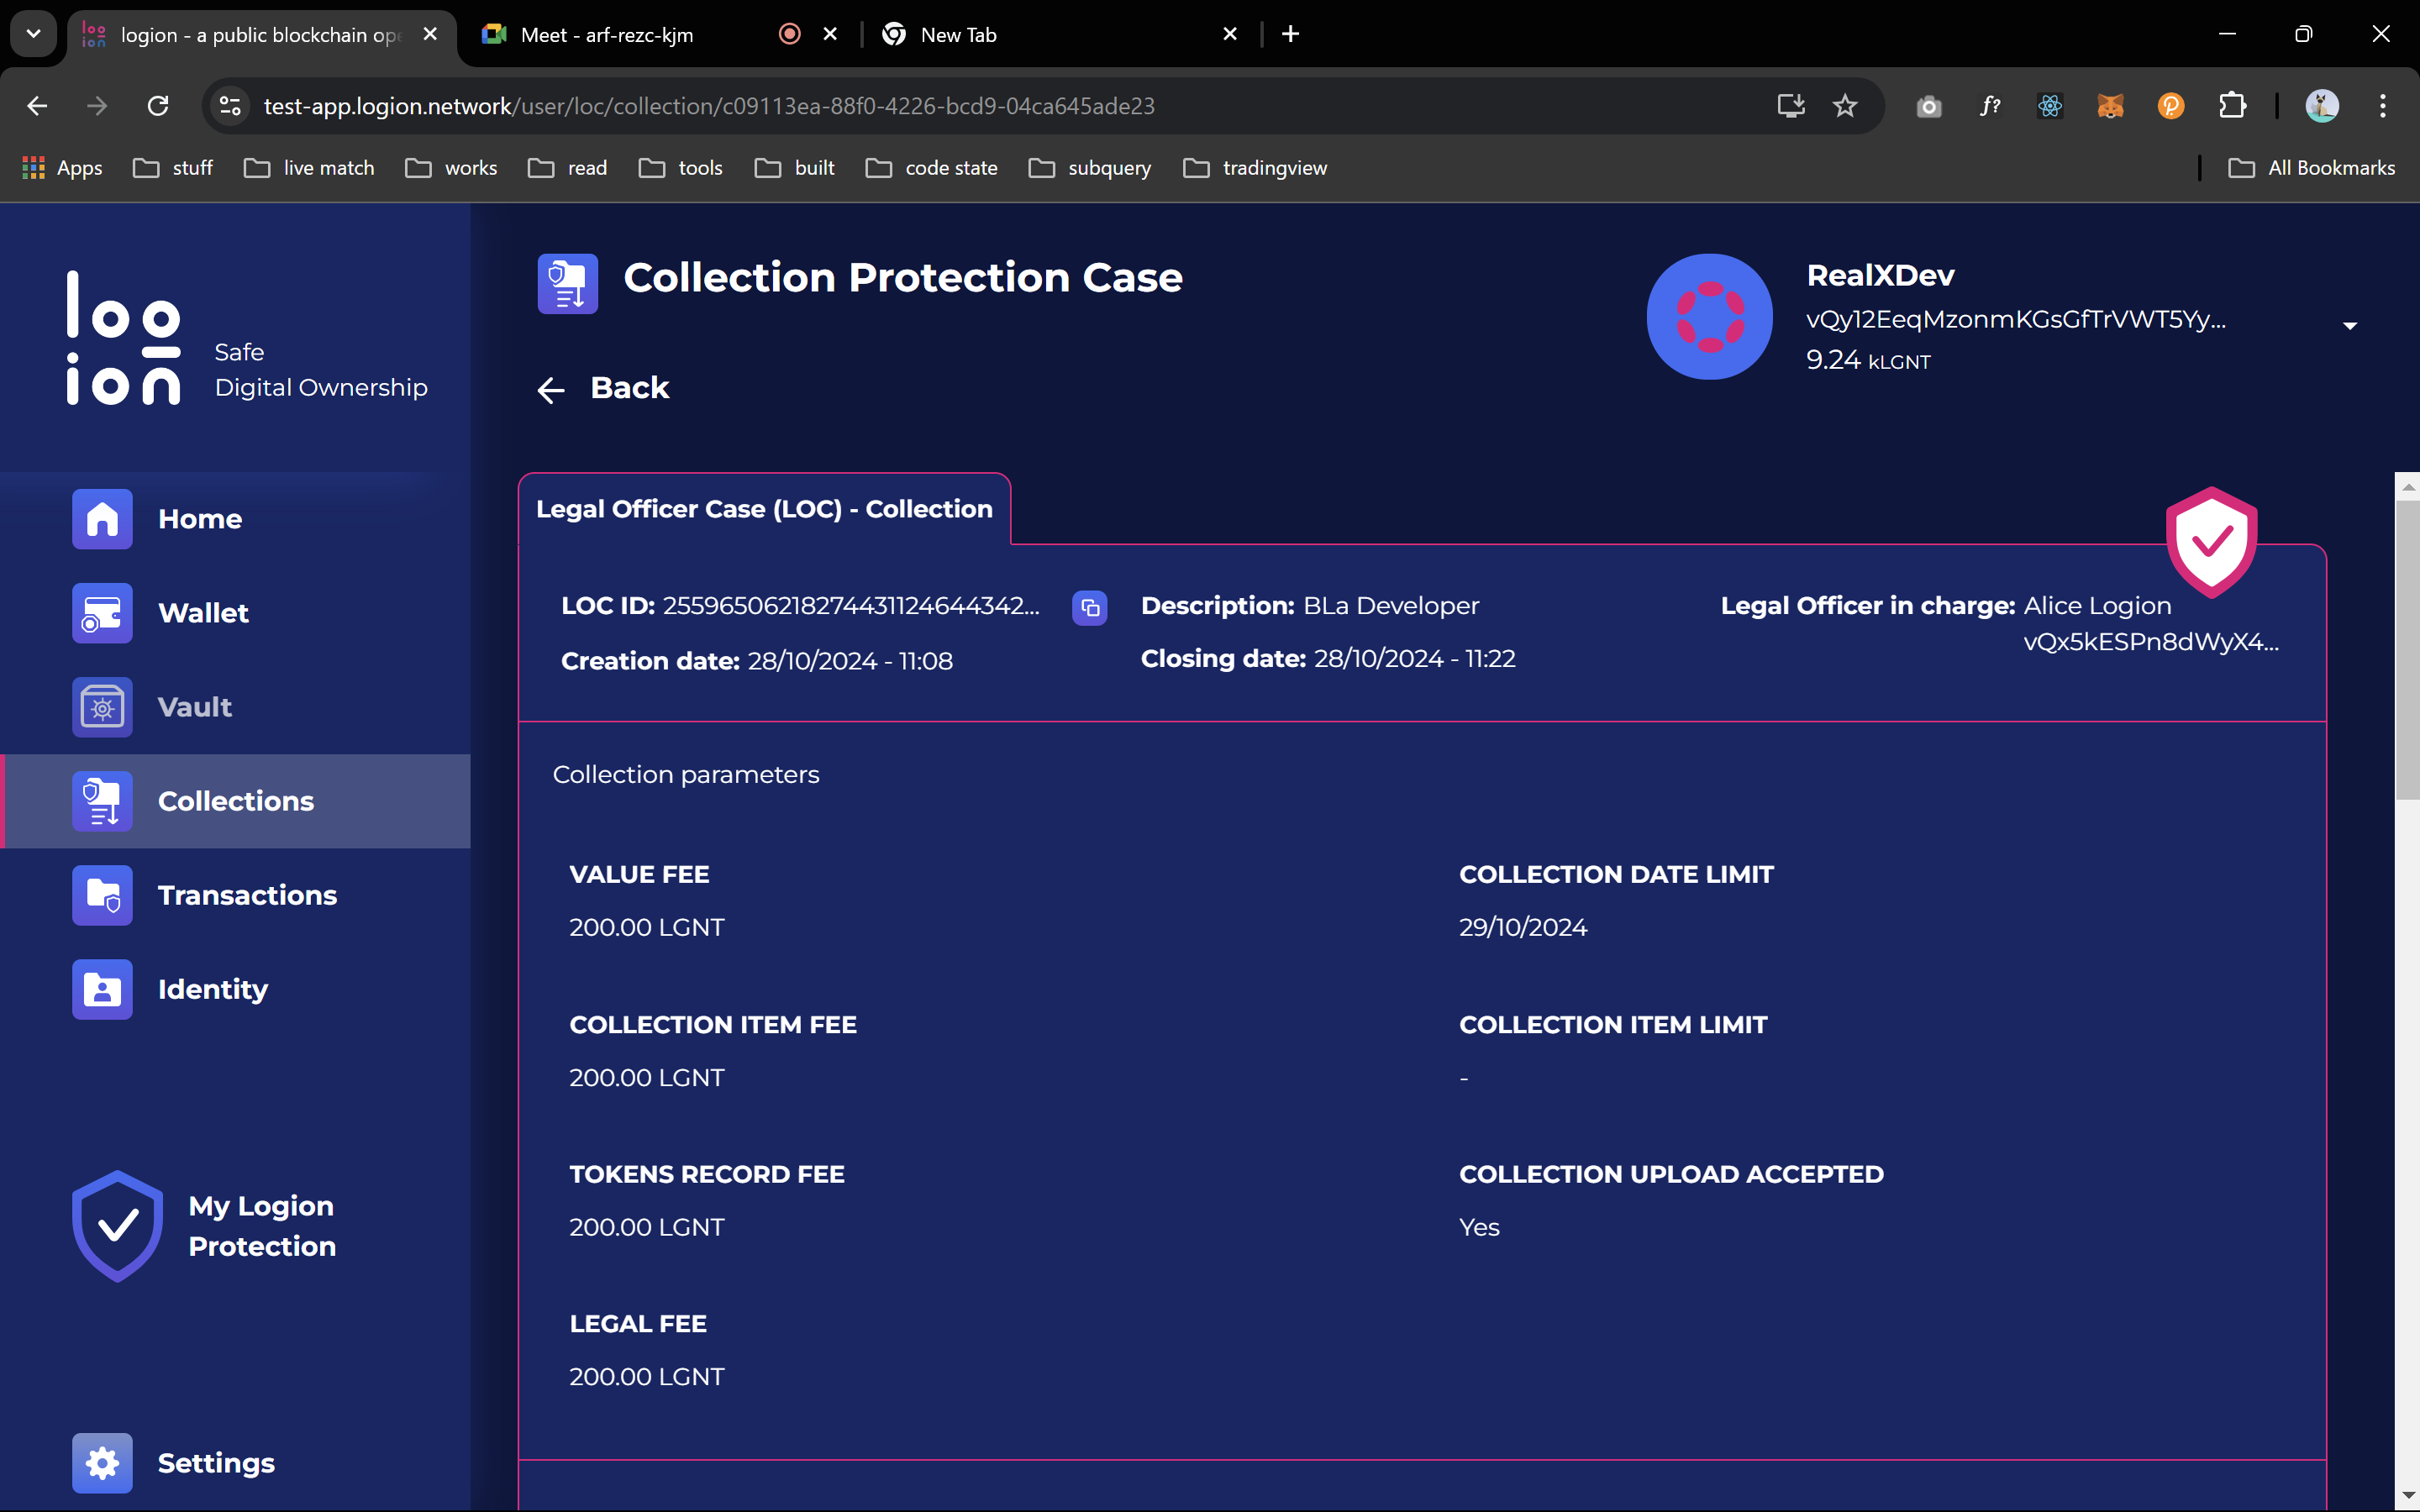 logion - a public blockchain ope
Meet - arf-rezc-kjm
New Tab
test-app.logion.network/user/loc/collection/c09113ea-88f0-4226-bcd9-04ca645ade23
f?
Apps
stuff
live match
works
read
tools
built
code state
subquery
tradingview
All Bookmarks
logion
Safe
Digital Ownership
Home
Wallet
Vault
Collections
Transactions
Identity
My Logion
Protection
Settings
Collection Protection Case
Back
RealXDev
vQy12EeqMzonmKGsGfTrVWT5Yy...
9.24 kLGNT
Legal Officer Case (LOC) - Collection
LOC ID: 25596506218274431124644342...
Creation date: 28/10/2024 - 11:08
Description: BLa Developer
Closing date: 28/10/2024 - 11:22
Legal Officer in charge: Alice Logion
vQx5kESPn8dWyX4...
Collection parameters
VALUE FEE
200.00 LGNT
COLLECTION DATE LIMIT
29/10/2024
COLLECTION ITEM FEE
200.00 LGNT
COLLECTION ITEM LIMIT
-
TOKENS RECORD FEE
200.00 LGNT
COLLECTION UPLOAD ACCEPTED
Yes
LEGAL FEE
200.00 LGNT